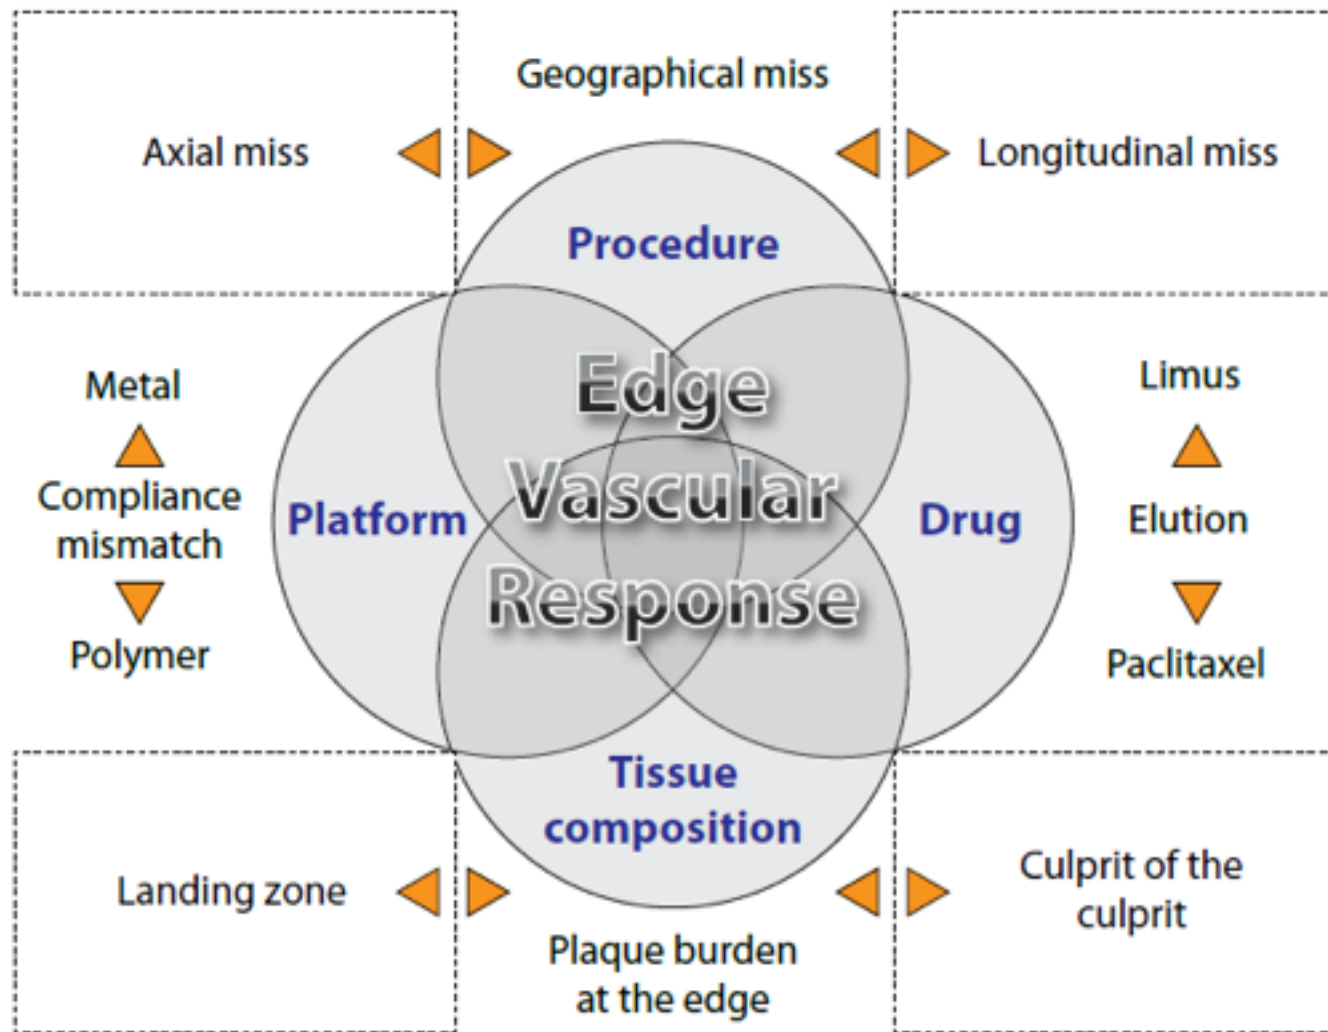 Geographical miss
Axial miss
Longitudinal miss
Procedure
Metal
Compliance
mismatch
Polymer
Platform
Edge
Vascular
Response
Drug
Limus
Elution
Paclitaxel
Tissue
composition
Landing zone
Culprit of the
culprit
Plaque burden
at the edge